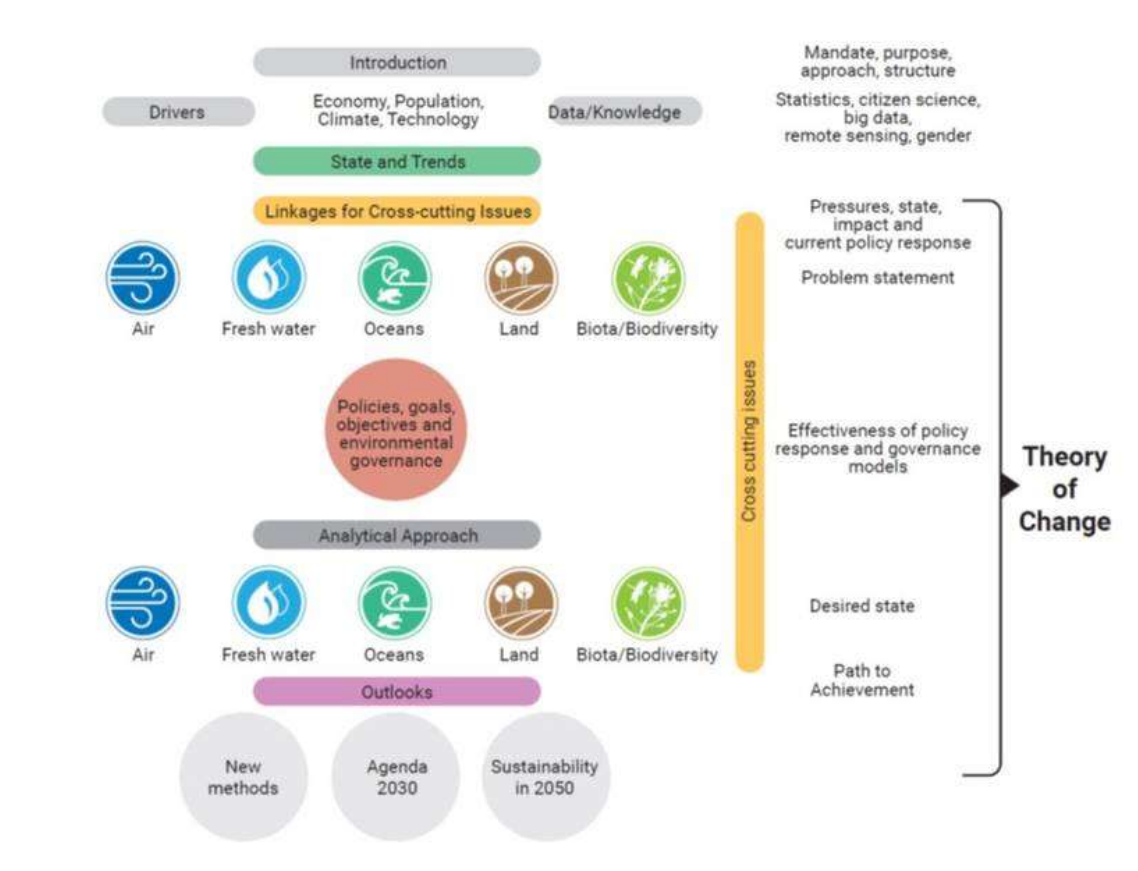 Introduction
Mandate, purpose,
approach, structure
Drivers
Economy, Population,
Climate, Technology
Data/Knowledge
Statistics, citizen science,
big data,
remote sensing, gender
State and Trends
Linkages for Cross-cutting Issues
Pressures, state,
impact and
current policy response
Problem statement
Air
Fresh water
Oceans
Land
Biota/Biodiversity
Cross cutting issues
Policies, goals,
objectives and
environmental
governance
Effectiveness of policy
response and governance
models
Theory
of
Change
Analytical Approach
Desired state
Air
Fresh water
Oceans
Land
Biota/Biodiversity
Path to
Achievement
Outlooks
New
methods
Agenda
2030
Sustainability
in 2050